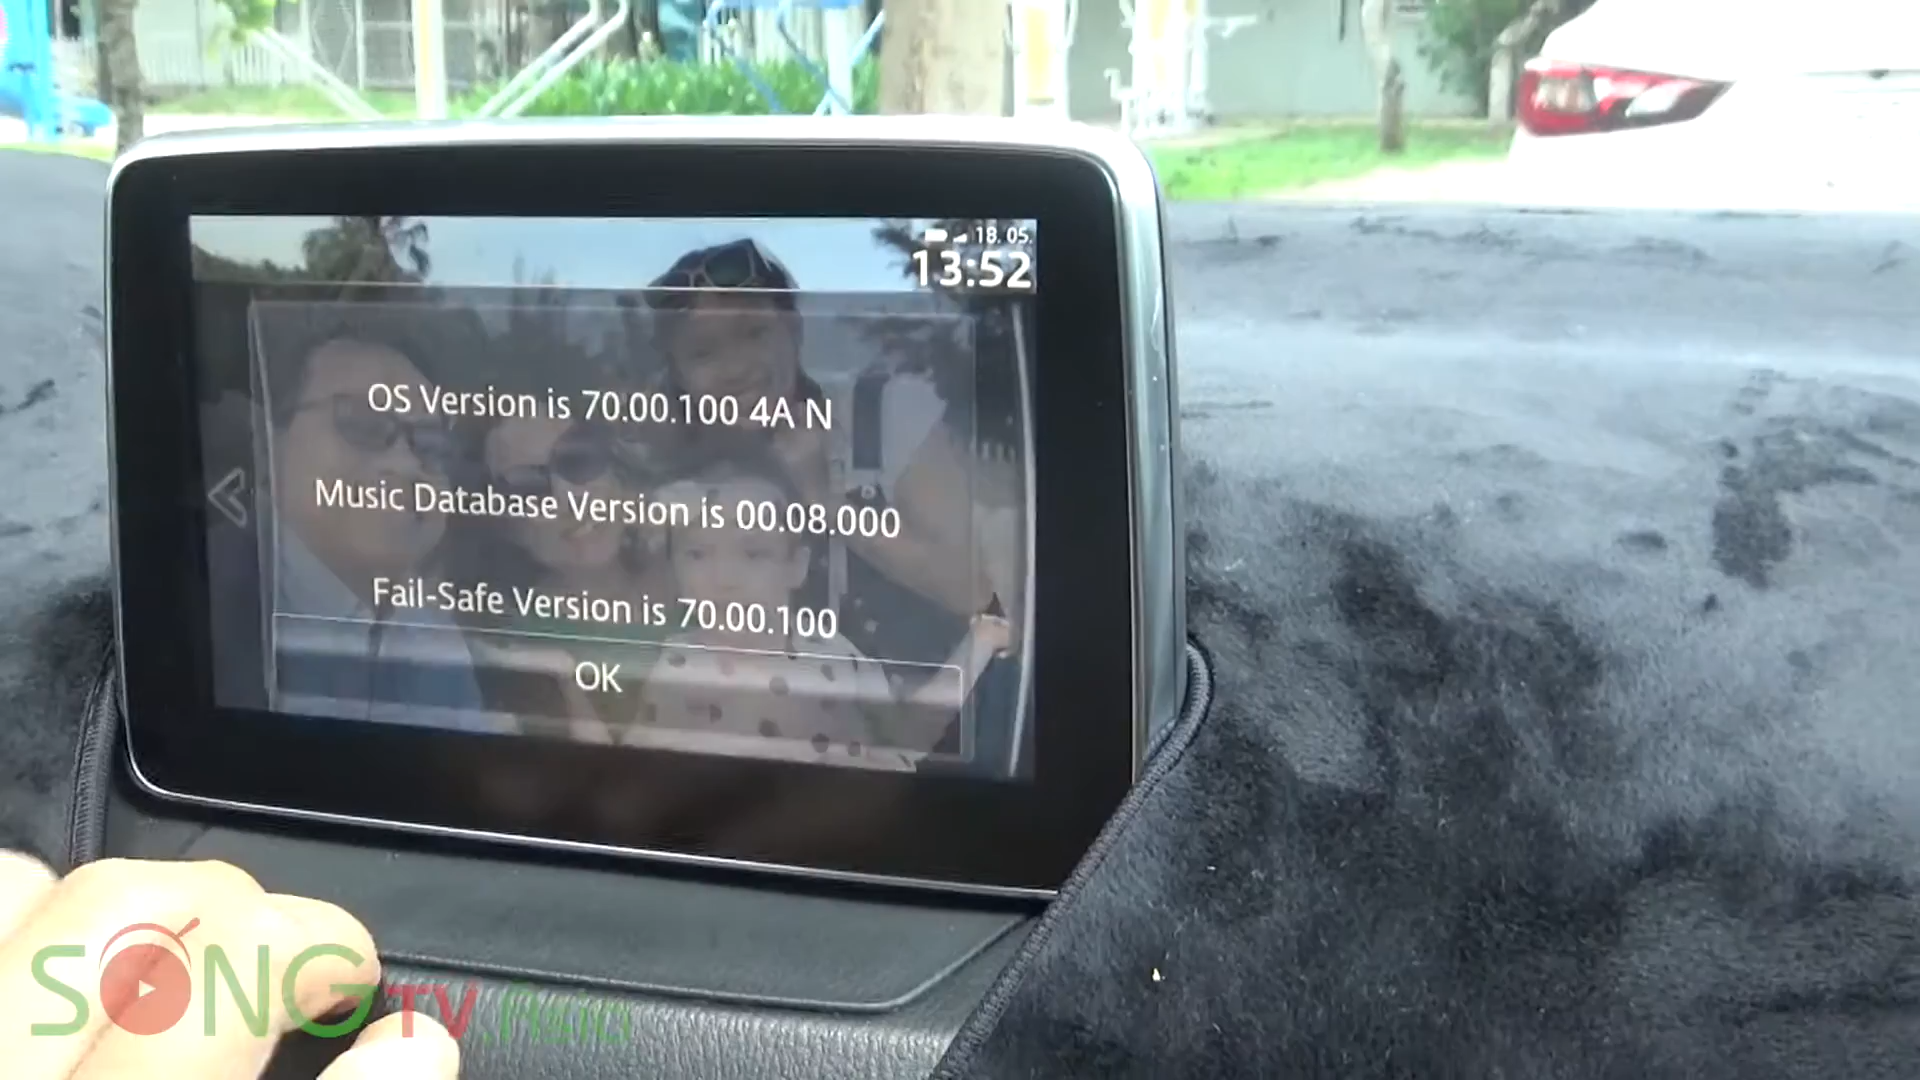 18. 05.
13:52
OS Version is 70.00.100 4A N
Music Database Version is 00.08.000
Fail-Safe Version is 70.00.100
OK
SONGTV.Asia